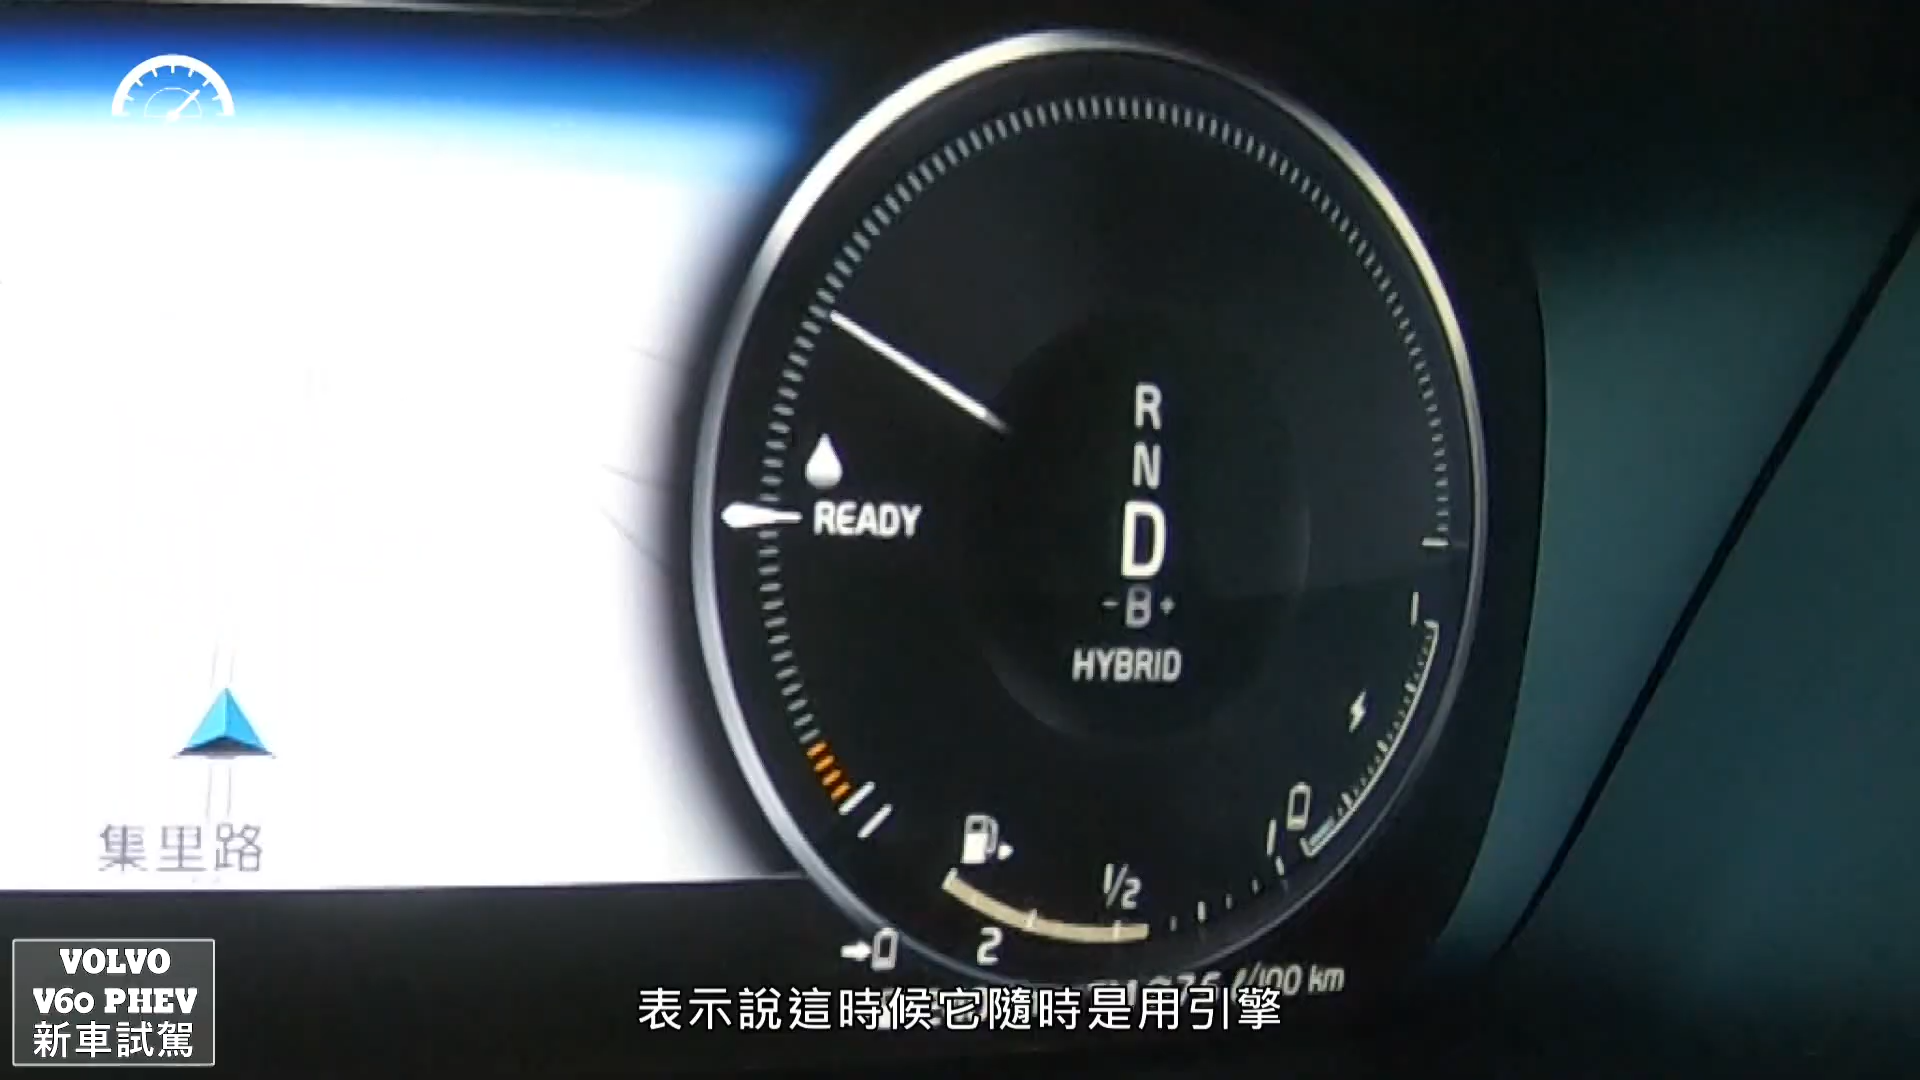 R
N
D
-B+
HYBRID
READY
1/2
2
l/100 km
集里路
VOLVO
V60 PHEV
新車試駕
表示說這時候它隨時是用引擎